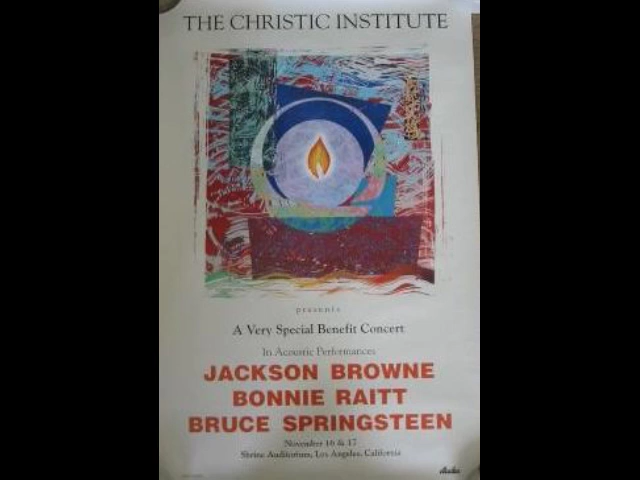 THE CHRISTIC INSTITUTE
presents
A Very Special Benefit Concert
In Acoustic Performances
JACKSON BROWNE
BONNIE RAITT
BRUCE SPRINGSTEEN
November 16 & 17
Shrine Auditorium, Los Angeles, California